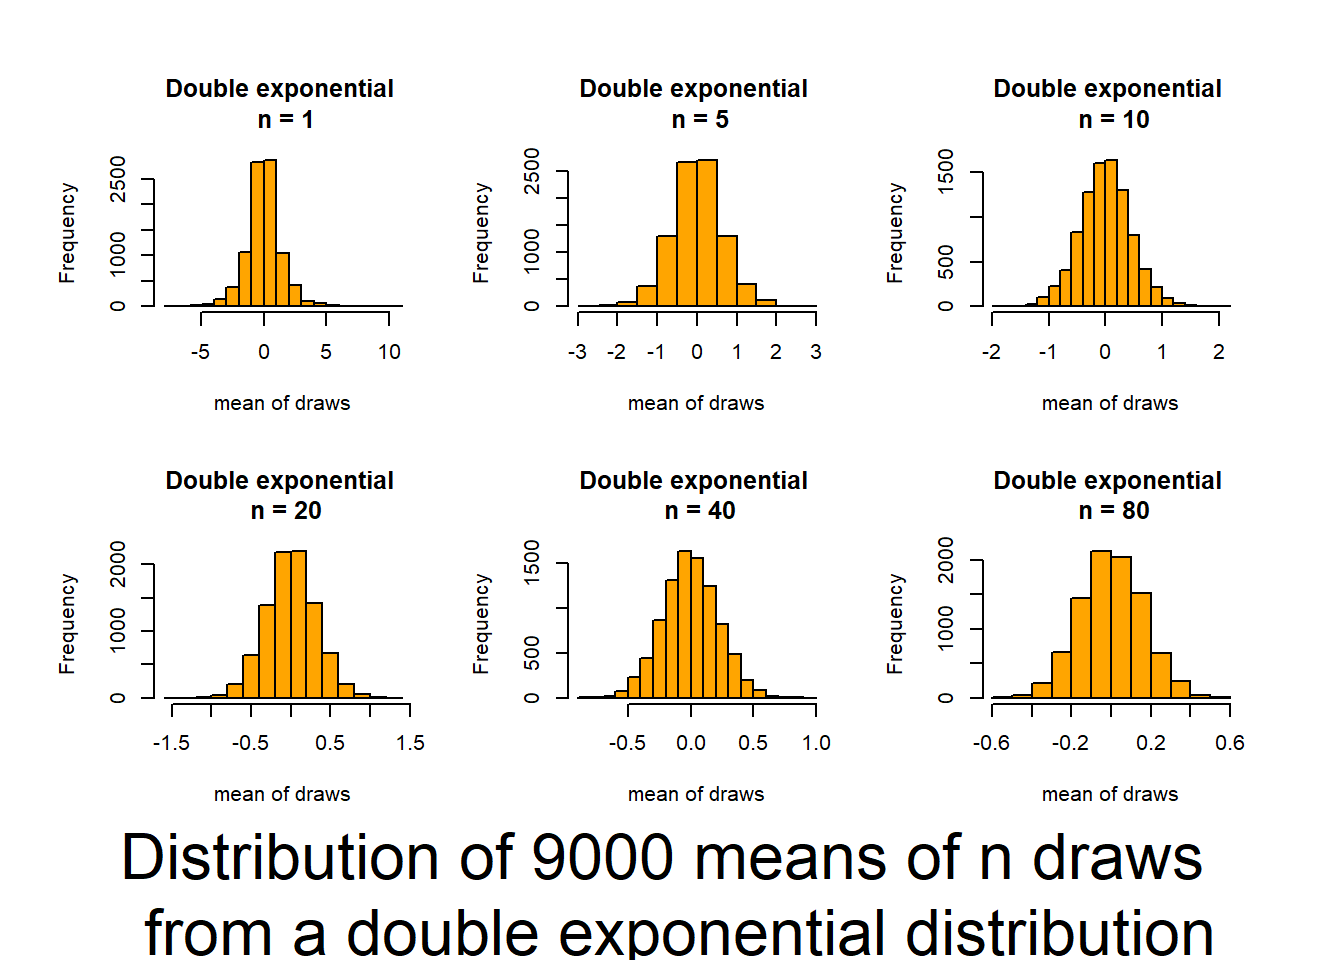 Double exponential
n = 1
Frequency
0 1000 2500
-5 0 5 10
mean of draws
Double exponential
n = 5
Frequency
0 1000 2500
-3 -2 -1 0 1 2 3
mean of draws
Double exponential
n = 10
Frequency
0 500 1500
-2 -1 0 1 2
mean of draws
Double exponential
n = 20
Frequency
0 1000 2000
-1.5 -0.5 0.5 1.5
mean of draws
Double exponential
n = 40
Frequency
0 500 1500
-0.5 0.0 0.5 1.0
mean of draws
Double exponential
n = 80
Frequency
0 1000 2000
-0.6 -0.2 0.2 0.6
mean of draws
Distribution of 9000 means of n draws
from a double exponential distribution